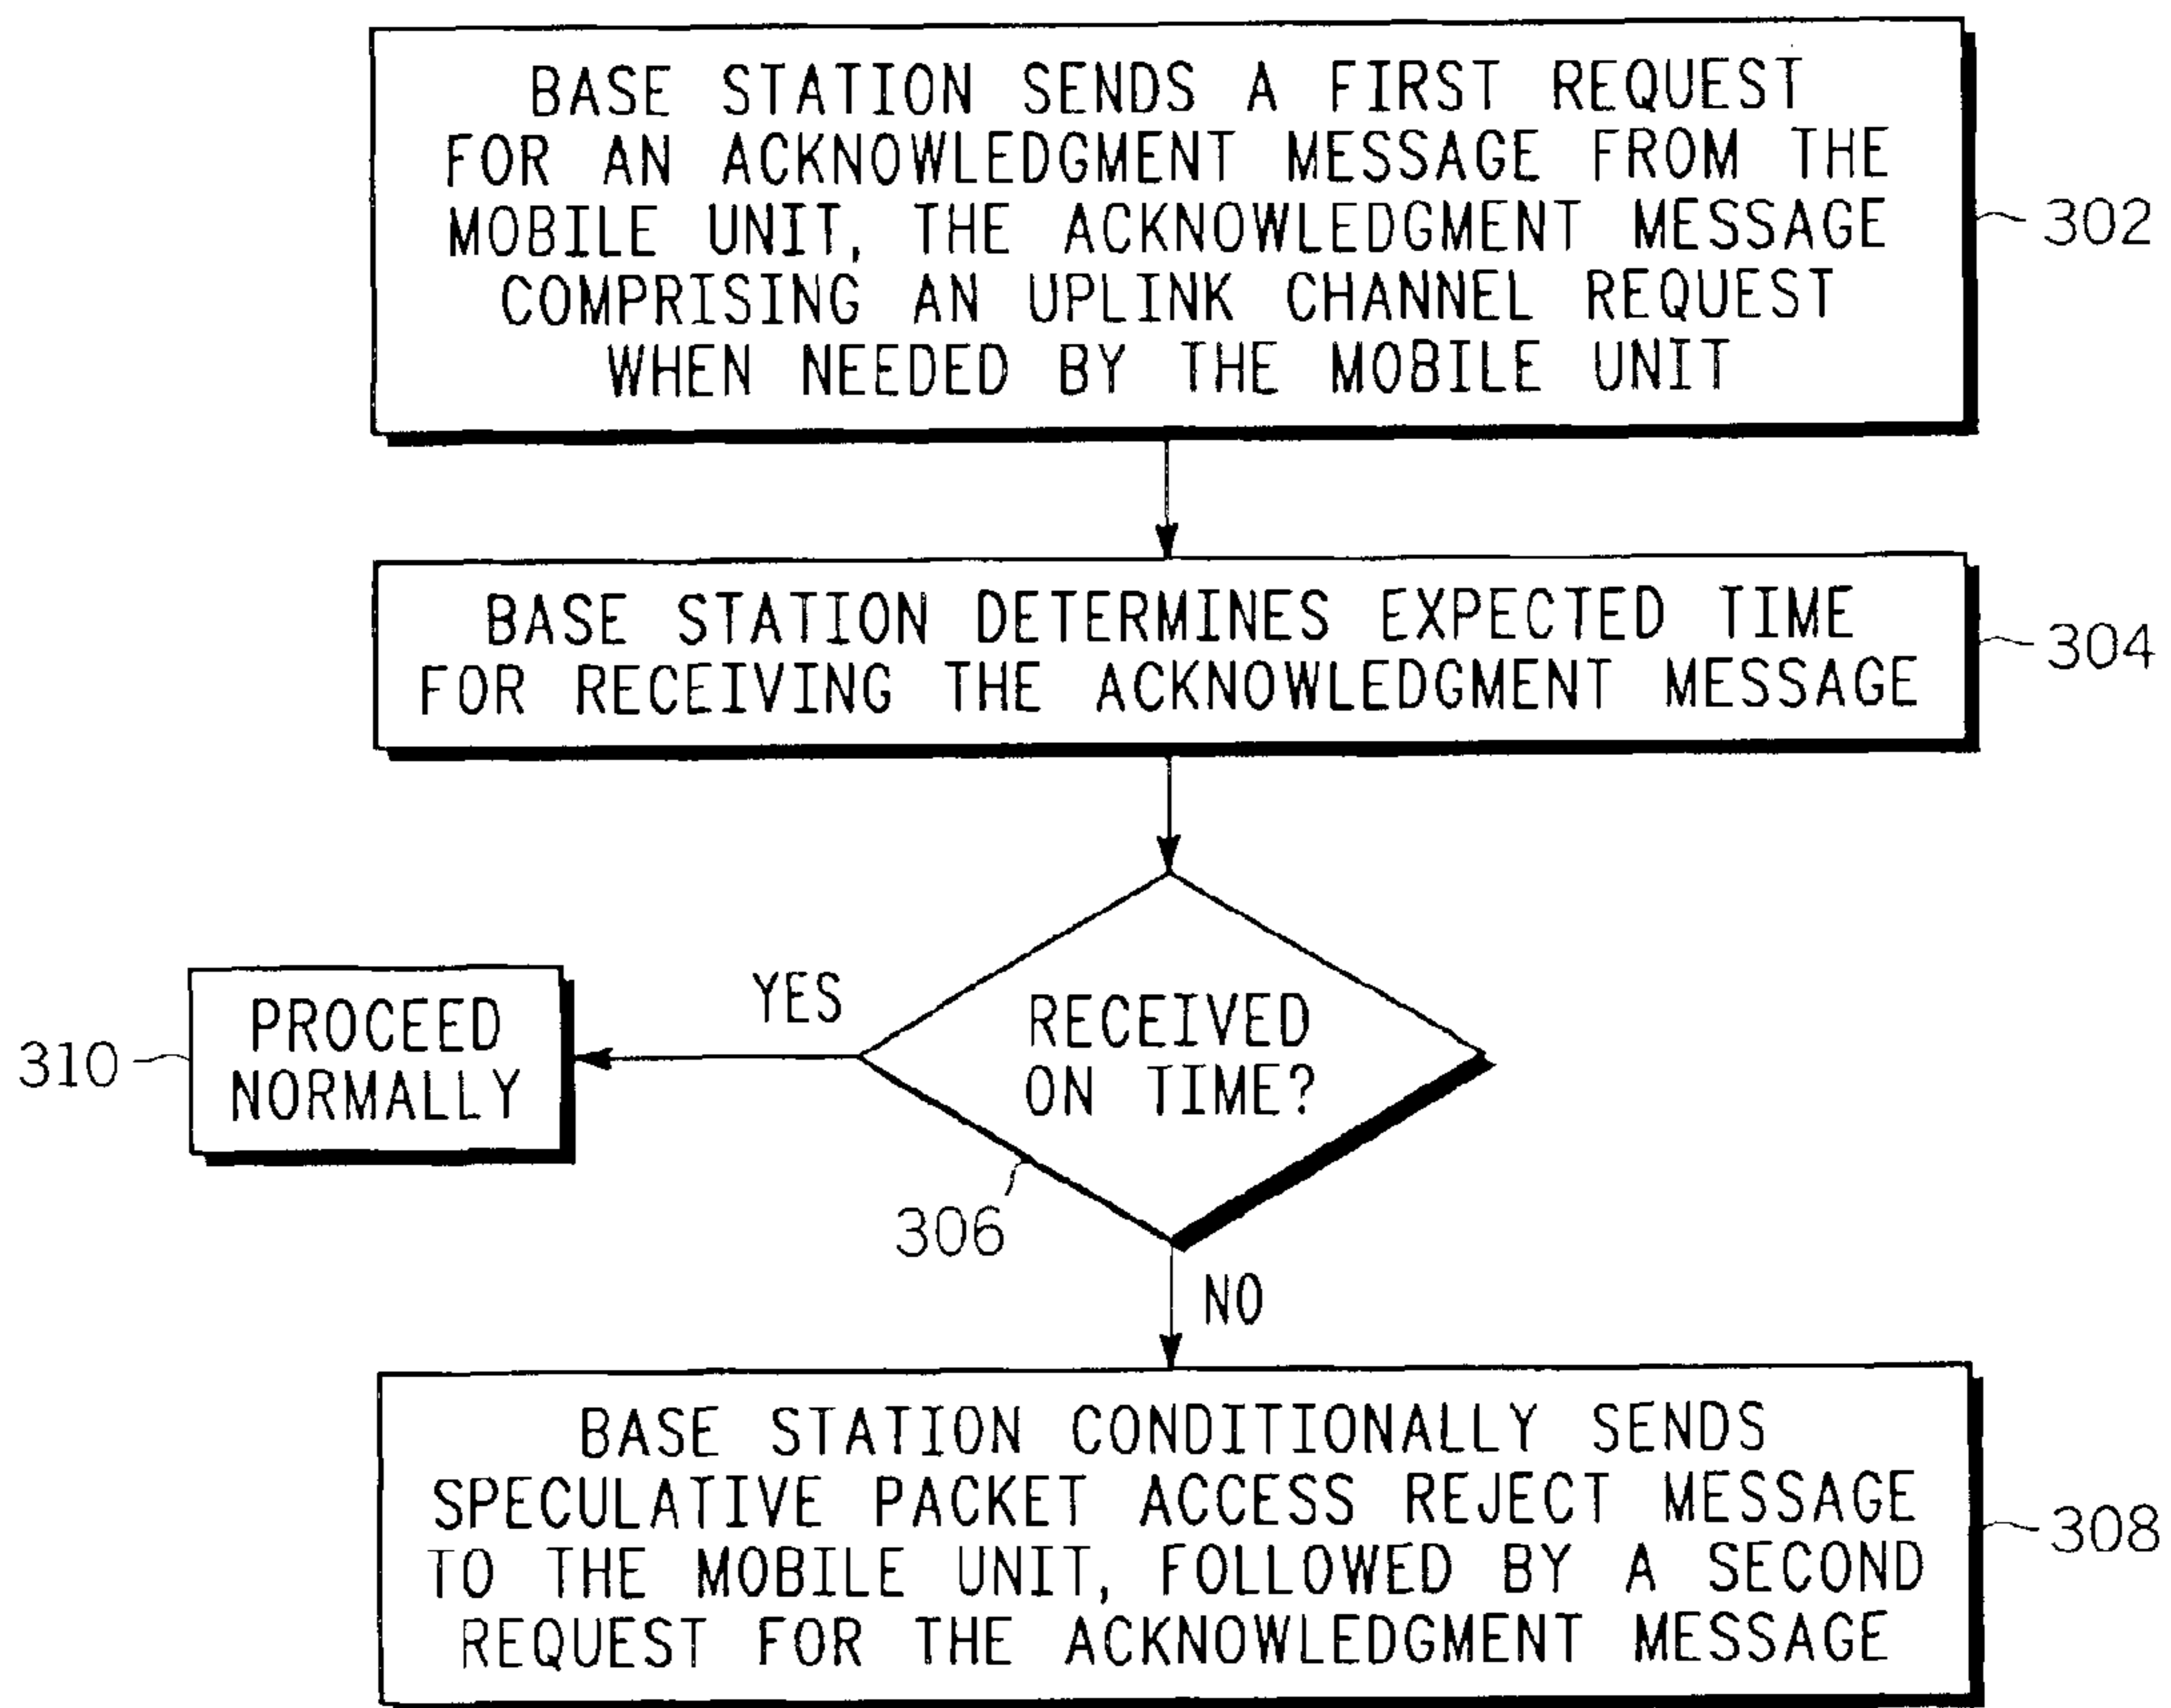 BASE STATION SENDS A FIRST REQUEST
FOR AN ACKNOWLEDGMENT MESSAGE FROM THE
MOBILE UNIT, THE ACKNOWLEDGMENT MESSAGE
COMPRISING AN UPLINK CHANNEL REQUEST
WHEN NEEDED BY THE MOBILE UNIT
302
BASE STATION DETERMINES EXPECTED TIME
FOR RECEIVING THE ACKNOWLEDGMENT MESSAGE
304
RECEIVED
ON TIME?
306
YES
PROCEED
NORMALLY
310
NO
BASE STATION CONDITIONALLY SENDS
SPECULATIVE PACKET ACCESS REJECT MESSAGE
TO THE MOBILE UNIT, FOLLOWED BY A SECOND
REQUEST FOR THE ACKNOWLEDGMENT MESSAGE
308